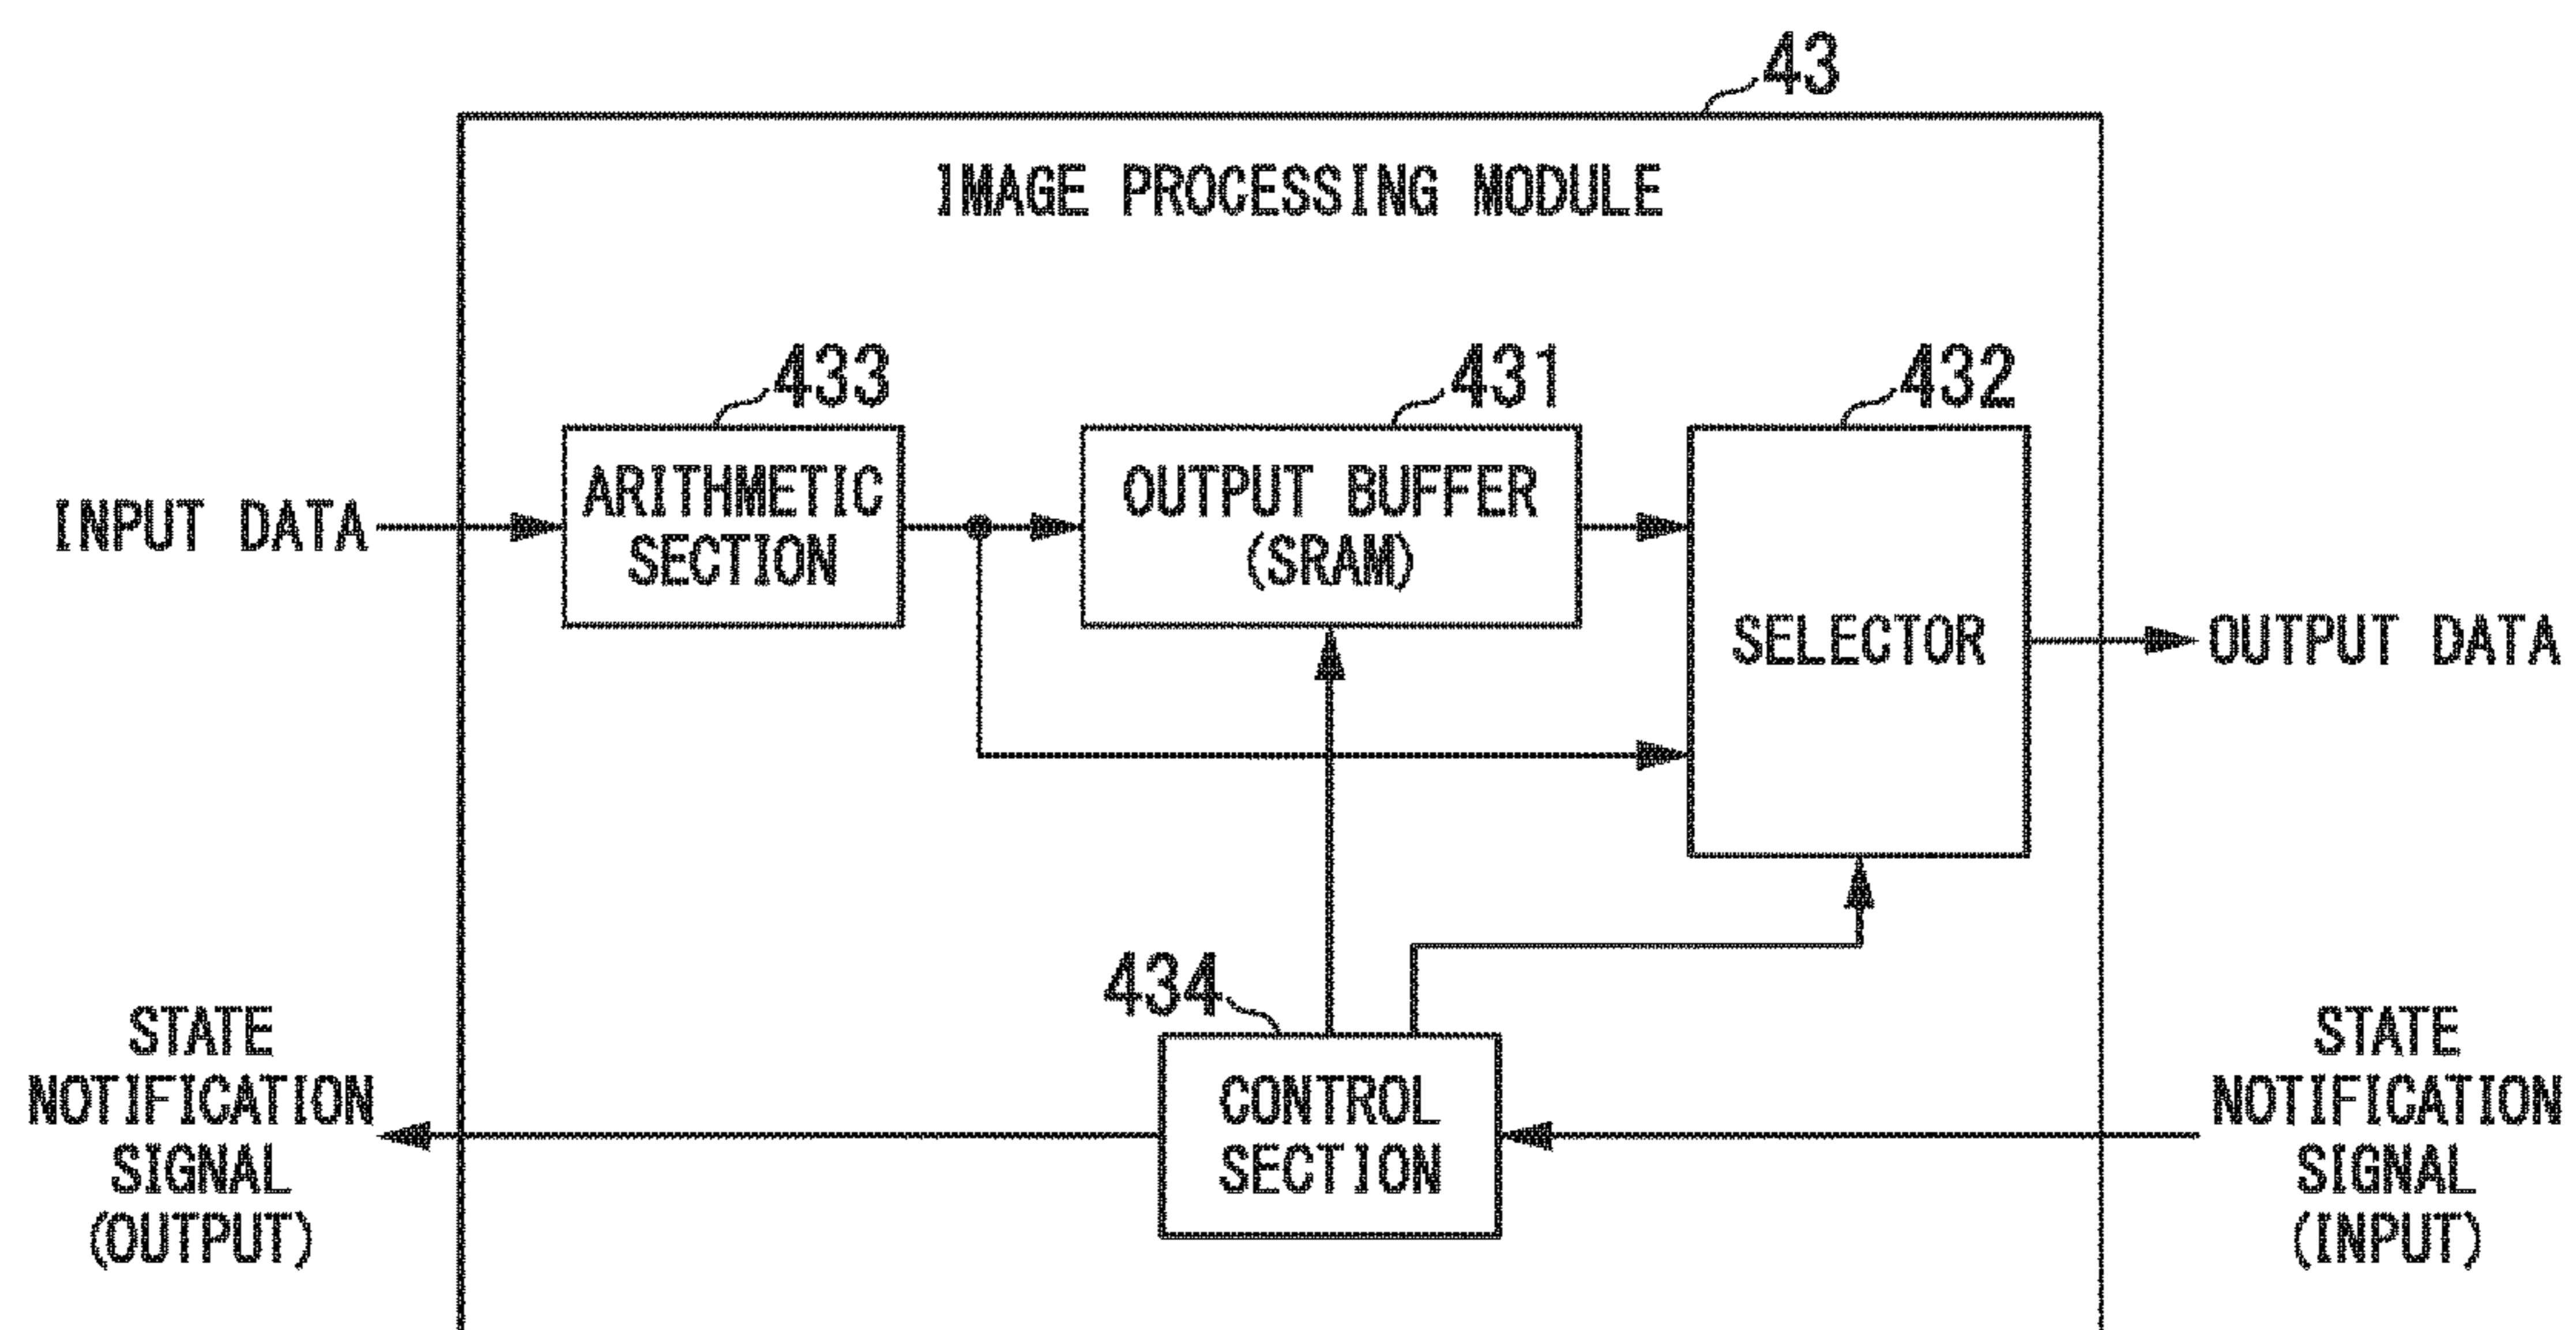 43
IMAGE PROCESSING MODULE
433
431
432
ARITHMETIC
SECTION
OUTPUT BUFFER
(SRAM)
SELECTOR
INPUT DATA
OUTPUT DATA
434
CONTROL
SECTION
STATE
NOTIFICATION
SIGNAL
(OUTPUT)
STATE
NOTIFICATION
SIGNAL
(INPUT)